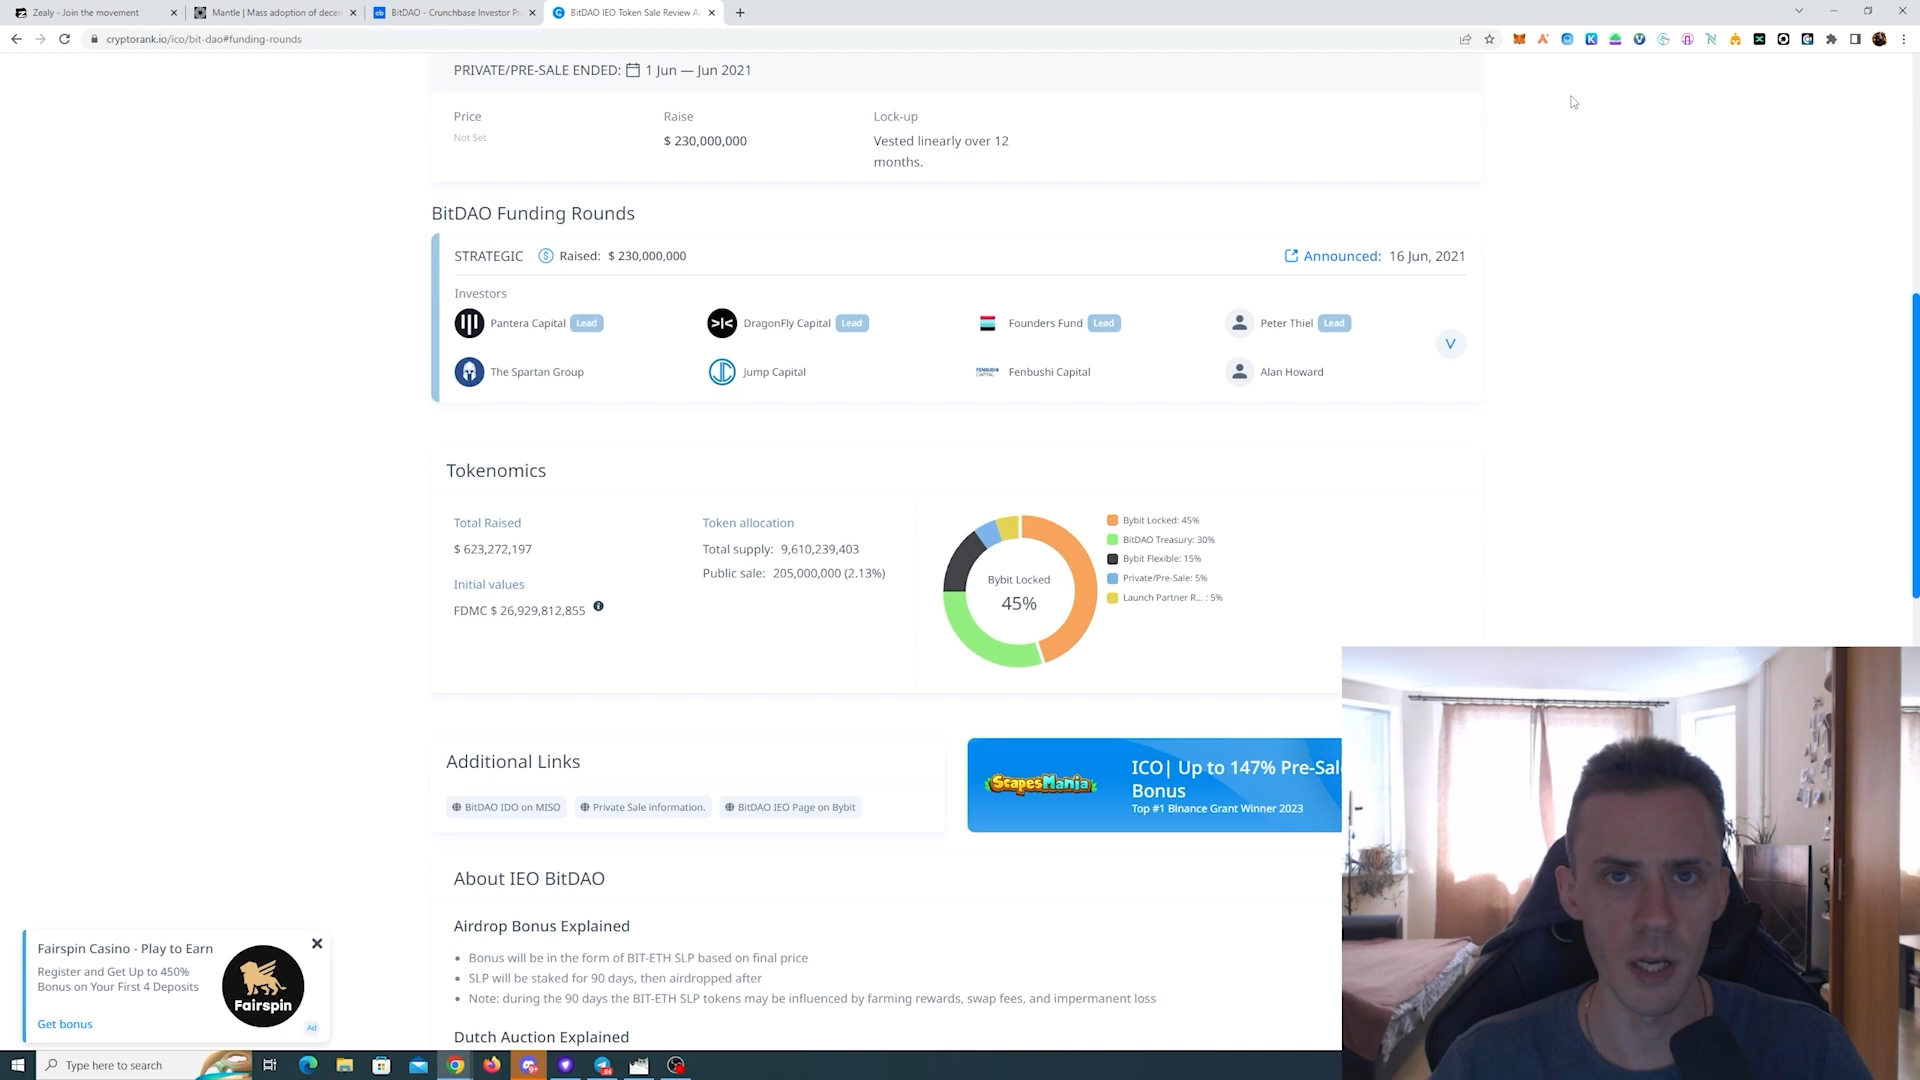 Zealy - Join the movement
Mantle | Mass adoption of decen
BitDAO - Crunchbase Investor Pr
BitDAO IEO Token Sale Review A
cryptorank.io/ico/bit-dao#funding-rounds
PRIVATE/PRE-SALE ENDED: 1 Jun — Jun 2021
Price
Raise
Lock-up
Not Set
$ 230,000,000
Vested linearly over 12
months.
BitDAO Funding Rounds
STRATEGIC Raised: $ 230,000,000
Announced: 16 Jun, 2021
Investors
Pantera Capital Lead
DragonFly Capital Lead
Founders Fund Lead
Peter Thiel Lead
The Spartan Group
Jump Capital
FENBUSHI CAPITAL Fenbushi Capital
Alan Howard
Tokenomics
Total Raised
$ 623,272,197
Initial values
FDMC $ 26,929,812,855
Token allocation
Total supply: 9,610,239,403
Public sale: 205,000,000 (2.13%)
Bybit Locked
45%
Bybit Locked: 45%
BitDAO Treasury: 30%
Bybit Flexible: 15%
Private/Pre-Sale: 5%
Launch Partner R... : 5%
Additional Links
BitDAO IDO on MISO
Private Sale information.
BitDAO IEO Page on Bybit
ScapesMania
ICO| Up to 147% Pre-Sal
Bonus
Top #1 Binance Grant Winner 2023
About IEO BitDAO
Airdrop Bonus Explained
Bonus will be in the form of BIT-ETH SLP based on final price
SLP will be staked for 90 days, then airdropped after
Note: during the 90 days the BIT-ETH SLP tokens may be influenced by farming rewards, swap fees, and impermanent loss
Dutch Auction Explained
Fairspin Casino - Play to Earn
Register and Get Up to 450%
Bonus on Your First 4 Deposits
Get bonus
Fairspin
Ad
Type here to search